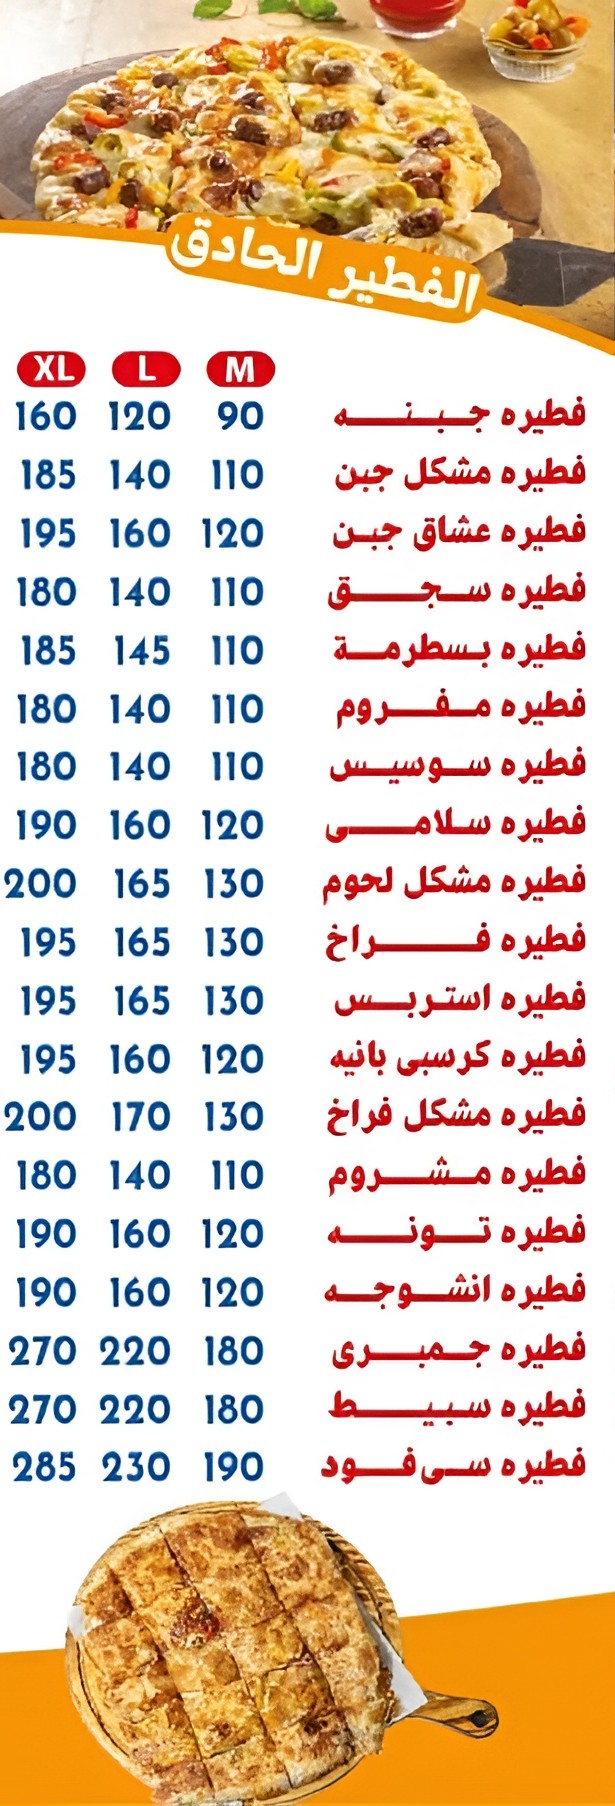 الفطير الحادق
M L XL
فطيره جبنه 90 120 160
فطيره مشكل جبن 110 140 185
فطيره عشاق جبن 120 160 195
فطيره سجق 110 140 180
فطيره بسطرمة 110 145 185
فطيره مفروم 110 140 180
فطيره سوسيس 110 140 180
فطيره سلامى 120 160 190
فطيره مشكل لحوم 130 165 200
فطيره فراخ 130 165 195
فطيره استربس 130 165 195
فطيره كرسبى بانيه 120 160 195
فطيره مشكل فراخ 130 170 200
فطيره مشروم 110 140 180
فطيره تونه 120 160 190
فطيره انشوجه 120 160 190
فطيره جمبرى 180 220 270
فطيره سبيط 180 220 270
فطيره سى فود 190 230 285